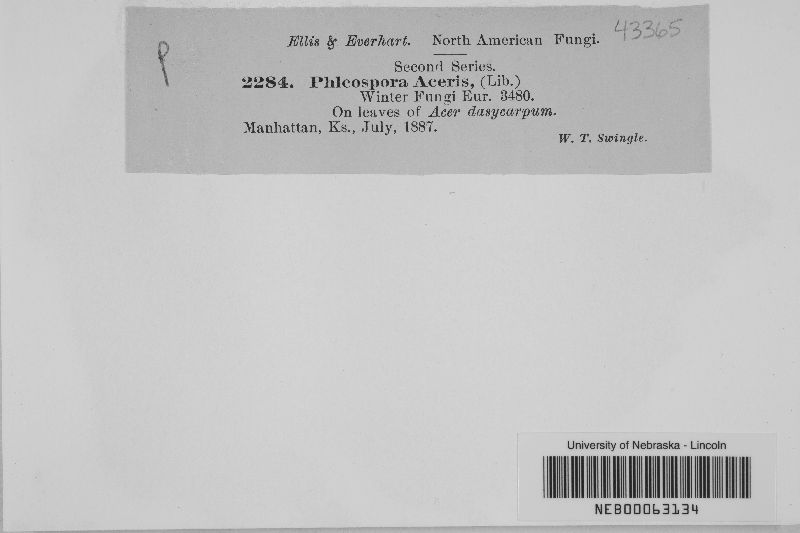 43365
P
Ellis & Everhart. North American Fungi.
Second Series.
2284. Phleospora Aceris, (Lib.)
Winter Fungi Eur. 3480.
On leaves of Acer dasycarpum.
Manhattan, Ks., July, 1887.
W. T. Swingle.
University of Nebraska - Lincoln
NEB00063134